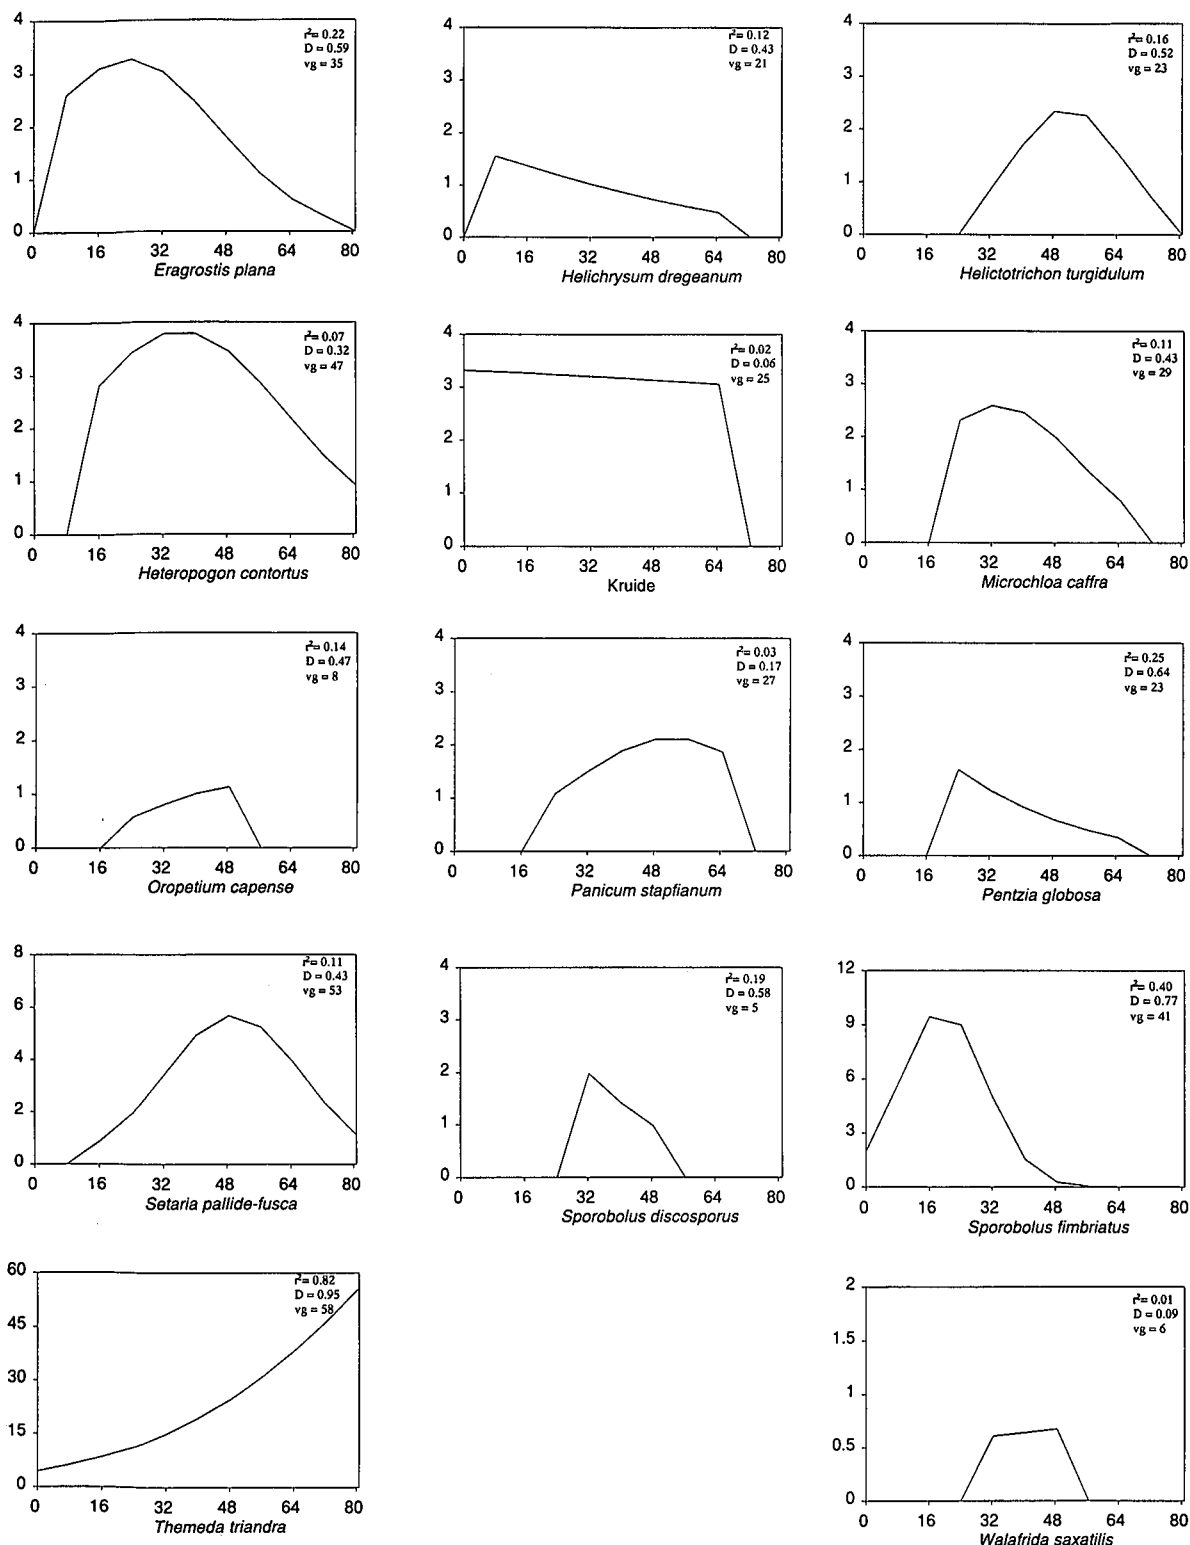 4
3
2
1
0
r²= 0.22
D = 0.59
vg = 35
0 16 32 48 64 80
Eragrostis plana
4
3
2
1
0
r²= 0.12
D = 0.43
vg = 21
0 16 32 48 64 80
Helichrysum dregeanum
4
3
2
1
0
r²= 0.16
D = 0.52
vg = 23
0 16 32 48 64 80
Helictotrichon turgidulum
4
3
2
1
0
r²= 0.07
D = 0.32
vg = 47
0 16 32 48 64 80
Heteropogon contortus
4
3
2
1
0
r²= 0.02
D = 0.06
vg = 25
0 16 32 48 64 80
Kruide
4
3
2
1
0
r²= 0.11
D = 0.43
vg = 29
0 16 32 48 64 80
Microchloa caffra
4
3
2
1
0
r²= 0.14
D = 0.47
vg = 8
0 16 32 48 64 80
Oropetium capense
4
3
2
1
0
r²= 0.03
D = 0.17
vg = 27
0 16 32 48 64 80
Panicum stapfianum
4
3
2
1
0
r²= 0.25
D = 0.64
vg = 23
0 16 32 48 64 80
Pentzia globosa
8
6
4
2
0
r²= 0.11
D = 0.43
vg = 53
0 16 32 48 64 80
Setaria pallide-fusca
4
3
2
1
0
r²= 0.19
D = 0.58
vg = 5
0 16 32 48 64 80
Sporobolus discosporus
12
9
6
3
0
r²= 0.40
D = 0.77
vg = 41
0 16 32 48 64 80
Sporobolus fimbriatus
60
45
30
15
0
r²= 0.82
D = 0.95
vg = 58
0 16 32 48 64 80
Themeda triandra
2
1.5
1
0.5
0
r²= 0.01
D = 0.09
vg = 6
0 16 32 48 64 80
Walafrida saxatilis